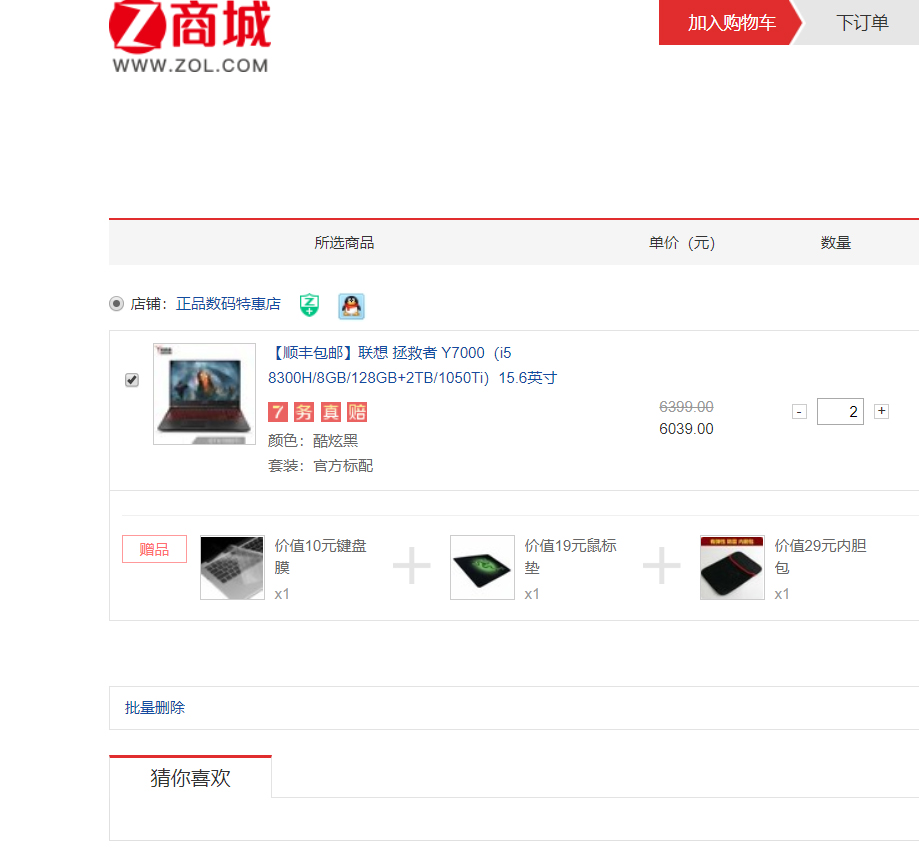 Z商城
WWW.ZOL.COM
加入购物车
下订单
所选商品
单价（元）
数量
店铺：正品数码特惠店
【顺丰包邮】联想 拯救者 Y7000（i5
8300H/8GB/128GB+2TB/1050Ti）15.6英寸
7 务 真 赔
颜色：酷炫黑
套装：官方标配
6399.00
6039.00
- 2 +
赠品
价值10元键盘
膜
x1
价值19元鼠标
垫
x1
价值29元内胆
包
x1
批量删除
猜你喜欢